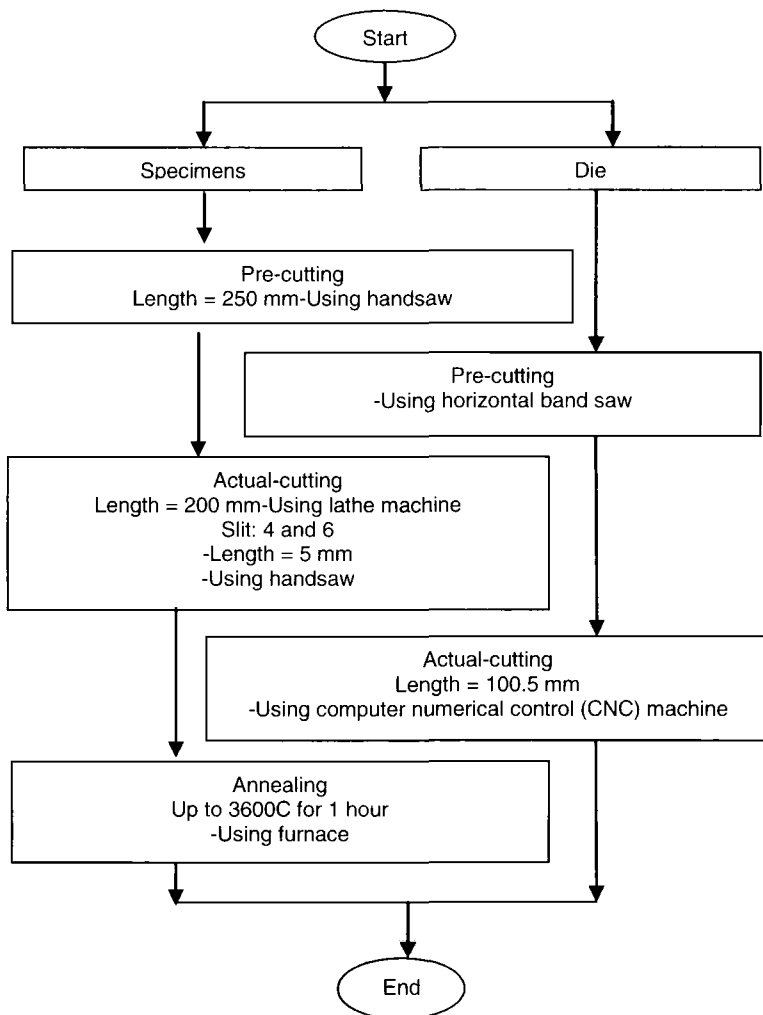 Start
Specimens
Die
Pre-cutting
Length = 250 mm-Using handsaw
Pre-cutting
-Using horizontal band saw
Actual-cutting
Length = 200 mm-Using lathe machine
Slit: 4 and 6
-Length = 5 mm
-Using handsaw
Actual-cutting
Length = 100.5 mm
-Using computer numerical control (CNC) machine
Annealing
Up to 3600C for 1 hour
-Using furnace
End